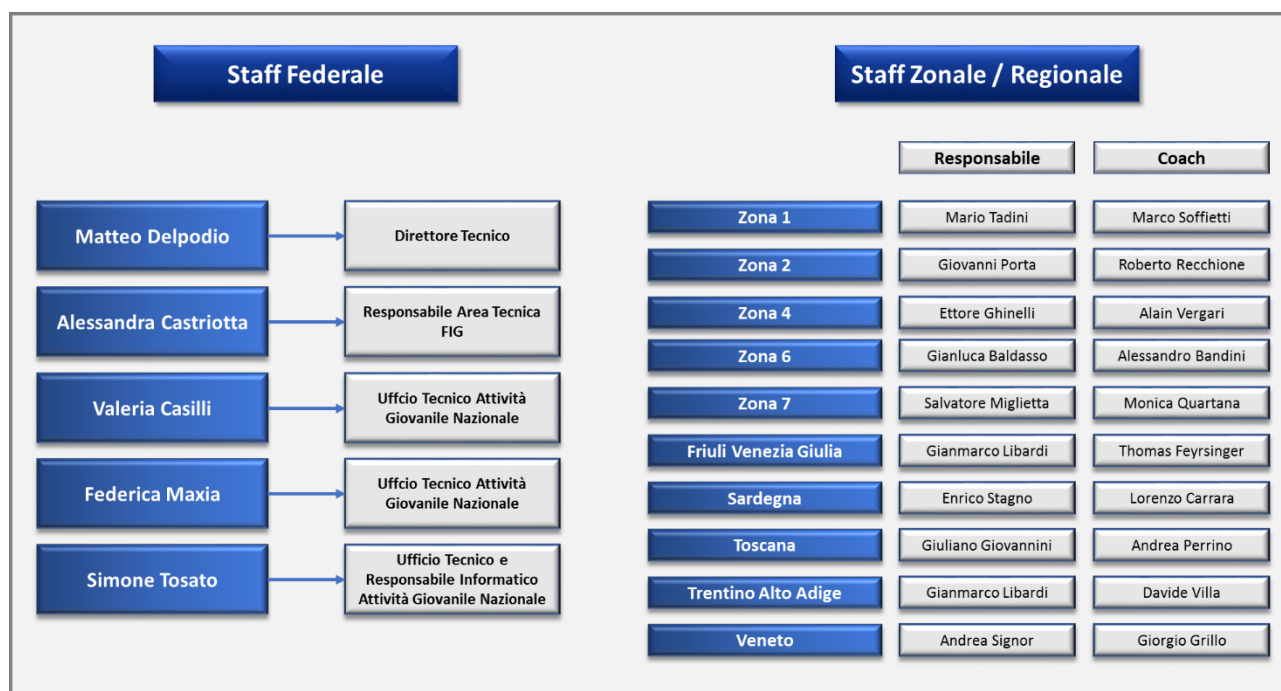 Staff Federale
Matteo Delpodio
Direttore Tecnico
Alessandra Castriotta
Responsabile Area Tecnica
FIG
Valeria Casilli
Uffcio Tecnico Attività
Giovanile Nazionale
Federica Maxia
Uffcio Tecnico Attività
Giovanile Nazionale
Simone Tosato
Ufficio Tecnico e
Responsabile Informatico
Attività Giovanile Nazionale
Staff Zonale / Regionale
Responsabile Coach
Zona 1 Mario Tadini Marco Soffietti
Zona 2 Giovanni Porta Roberto Recchione
Zona 4 Ettore Ghinelli Alain Vergari
Zona 6 Gianluca Baldasso Alessandro Bandini
Zona 7 Salvatore Miglietta Monica Quartana
Friuli Venezia Giulia Gianmarco Libardi Thomas Feyrsinger
Sardegna Enrico Stagno Lorenzo Carrara
Toscana Giuliano Giovannini Andrea Perrino
Trentino Alto Adige Gianmarco Libardi Davide Villa
Veneto Andrea Signor Giorgio Grillo